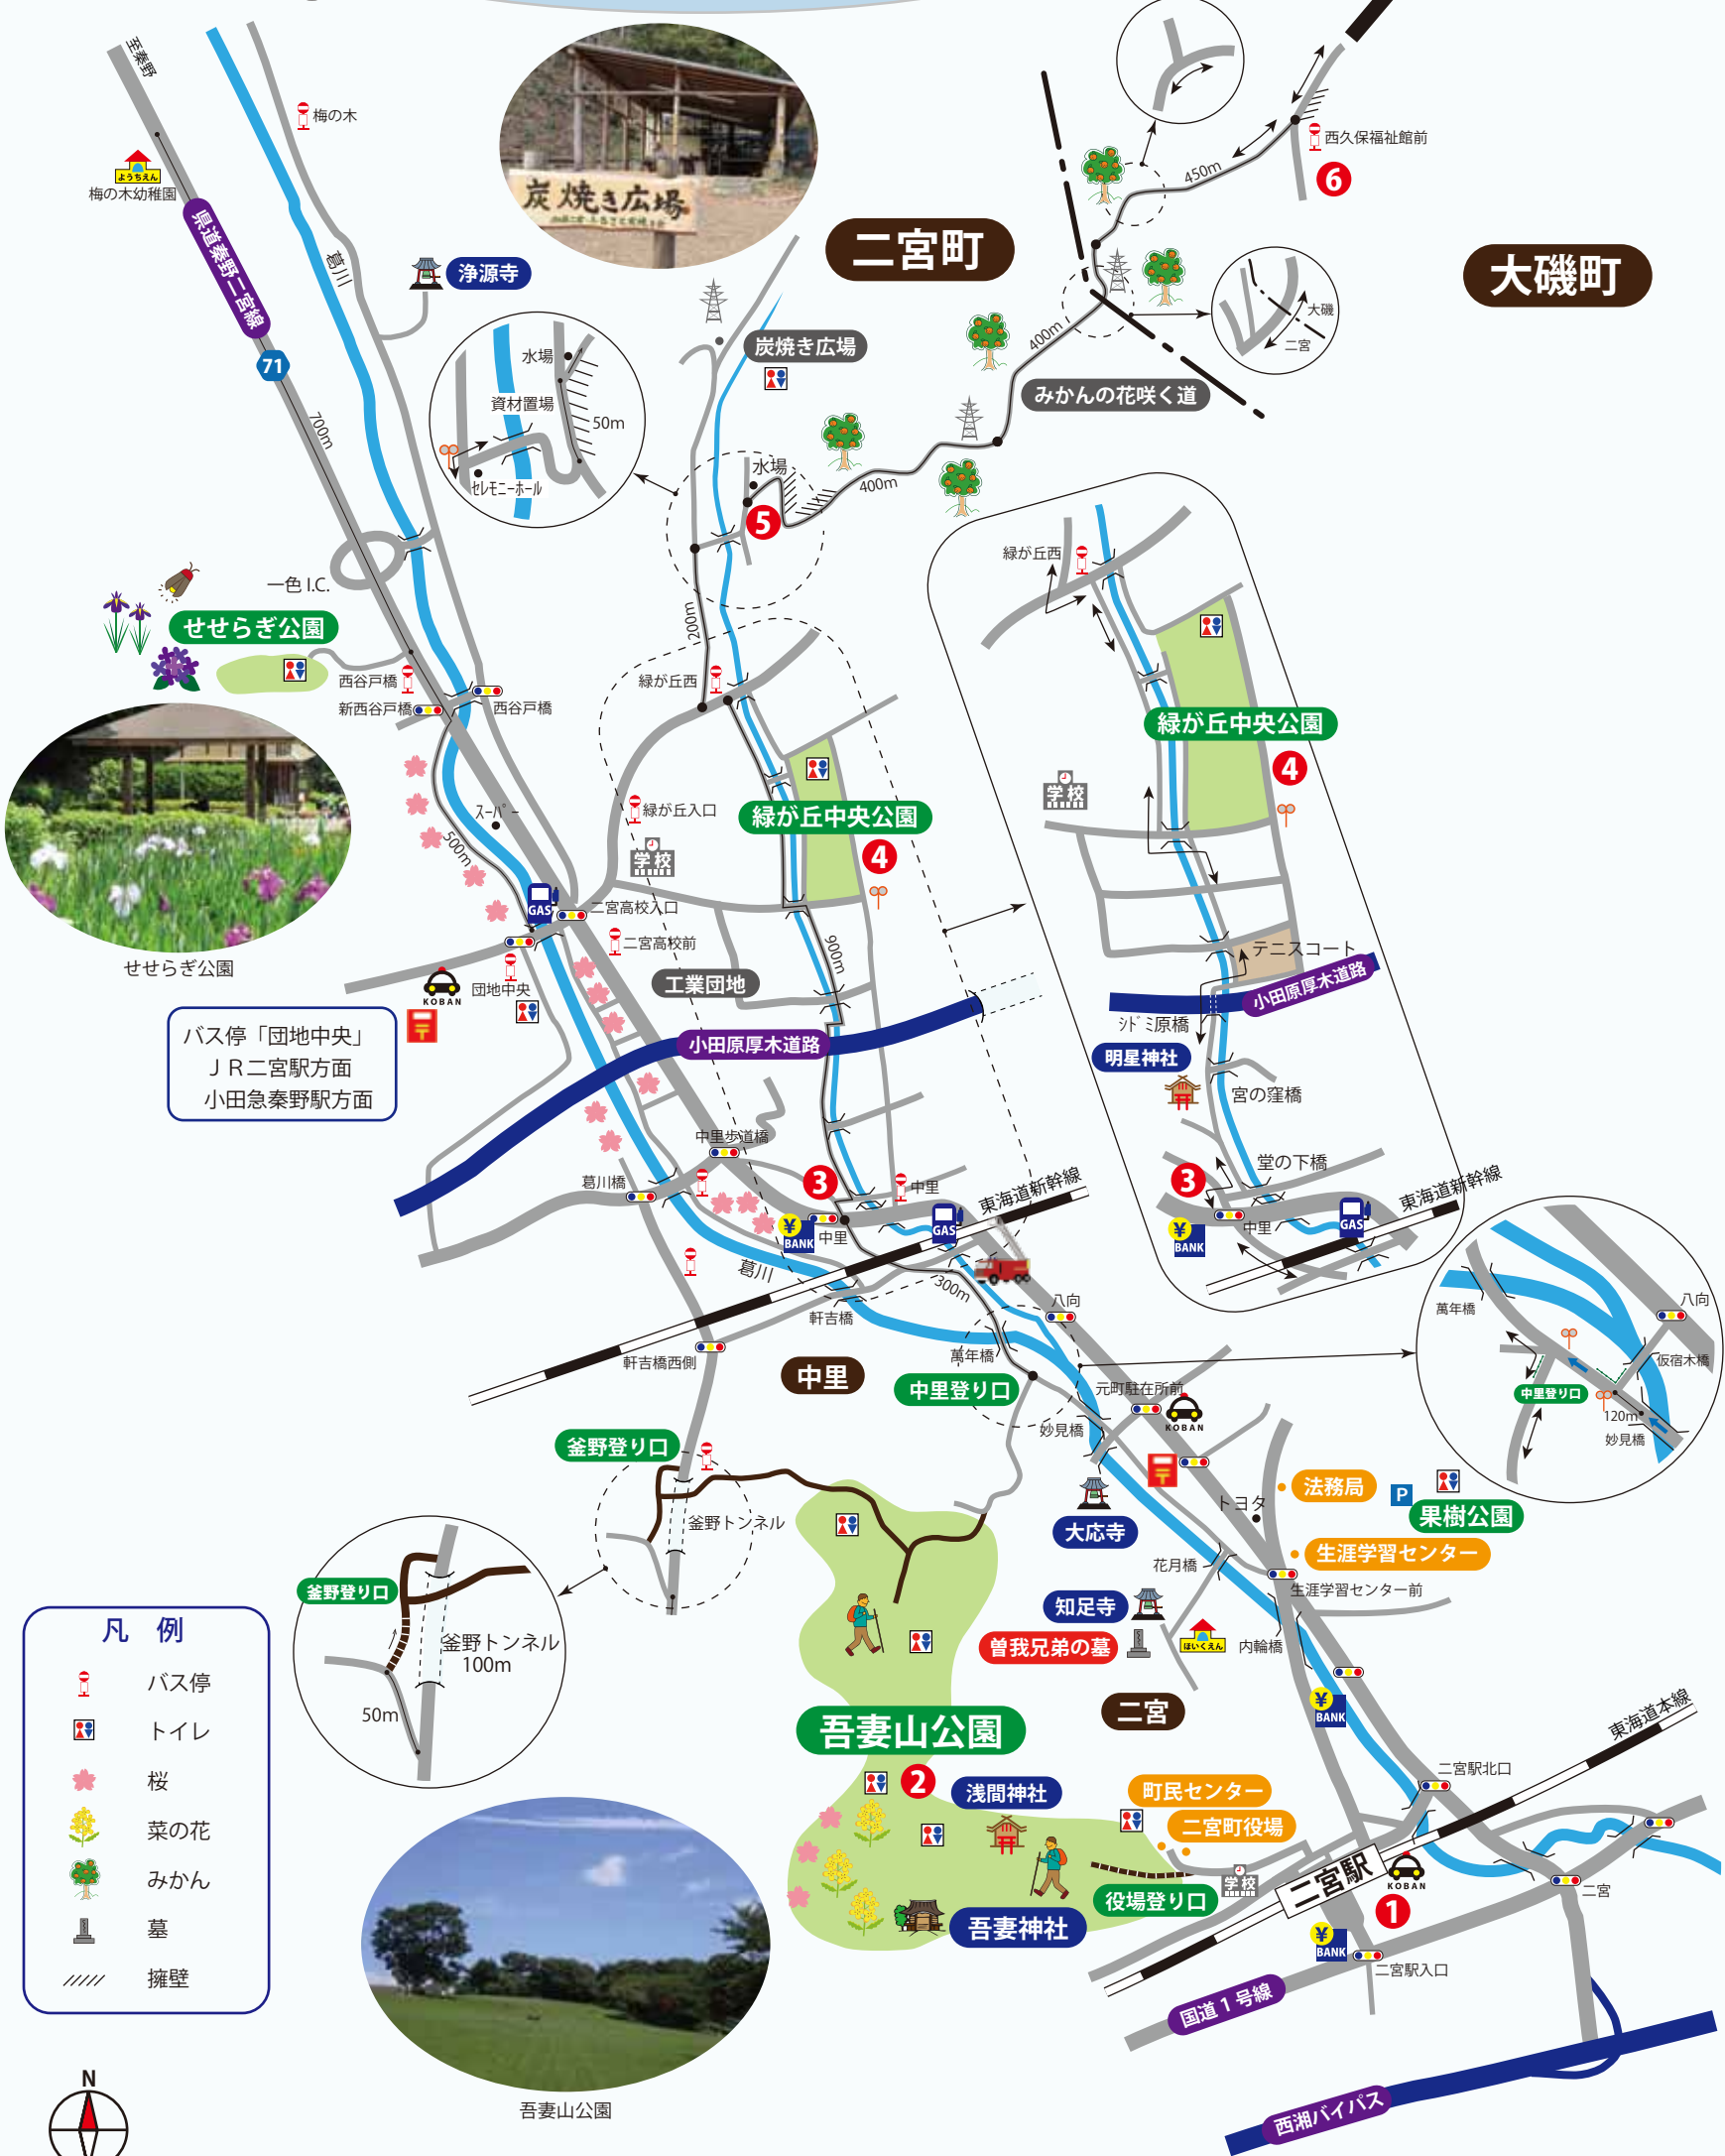 至秦野
梅の木
ようちえん
梅の木幼稚園
県道秦野二宮線
葛川
71
700m
浄源寺
炭焼き広場
二宮町
大磯町
西久保福祉館前
6
450m
大磯
二宮
400m
みかんの花咲く道
炭焼き広場
水場
資材置場
50m
セレモニーホール
水場
400m
5
200m
一色 I.C.
せせらぎ公園
西谷戸橋
新西谷戸橋
西谷戸橋
緑が丘西
緑が丘西
緑が丘中央公園
4
学校
テニスコート
小田原厚木道路
シドミ原橋
明星神社
宮の窪橋
堂の下橋
3
中里
¥
BANK
GAS
東海道新幹線
スーパー
500m
緑が丘入口
学校
緑が丘中央公園
4
GAS
二宮高校入口
二宮高校前
せせらぎ公園
団地中央
KOBAN
工業団地
900m
小田原厚木道路
バス停「団地中央」
ＪＲ二宮駅方面
小田急秦野駅方面
中里歩道橋
葛川橋
3
中里
¥
BANK
中里
GAS
東海道新幹線
葛川
300m
軒吉橋
八向
萬年橋
軒吉橋西側
中里
中里登り口
元町駐在所前
KOBAN
妙見橋
萬年橋
八向
仮宿木橋
中里登り口
120m
妙見橋
釜野登り口
釜野トンネル
大応寺
トヨタ
法務局
P
果樹公園
生涯学習センター
生涯学習センター前
花月橋
知足寺
曽我兄弟の墓
ほいくえん
内輪橋
釜野登り口
釜野トンネル
100m
50m
二宮
¥
BANK
東海道本線
吾妻山公園
2
浅間神社
町民センター
二宮町役場
二宮駅北口
学校
役場登り口
吾妻神社
二宮駅
KOBAN
1
二宮
¥
BANK
二宮駅入口
国道1号線
西湘バイパス
凡 例
バス停
トイレ
桜
菜の花
みかん
墓
擁壁
吾妻山公園
N